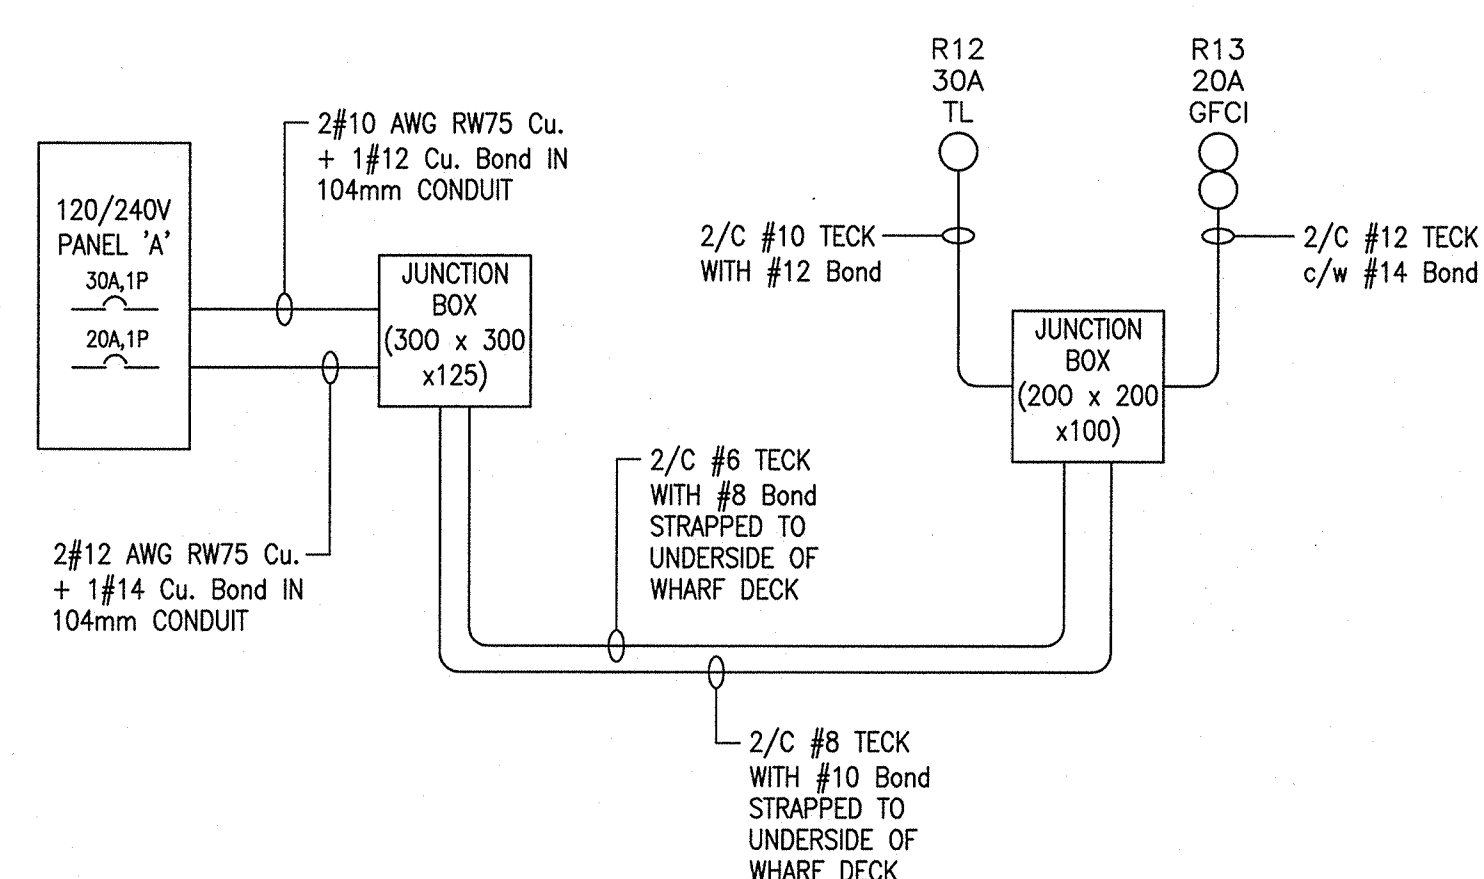 R12
30A
TL
R13
20A
GFCI
2#10 AWG RW75 Cu.
+ 1#12 Cu. Bond IN
104mm CONDUIT
120/240V
PANEL 'A'
30A,1P
20A,1P
JUNCTION
BOX
(300 x 300
x125)
2/C #10 TECK
WITH #12 Bond
2/C #12 TECK
c/w #14 Bond
JUNCTION
BOX
(200 x 200
x100)
2/C #6 TECK
WITH #8 Bond
STRAPPED TO
UNDERSIDE OF
WHARF DECK
2#12 AWG RW75 Cu.
+ 1#14 Cu. Bond IN
104mm CONDUIT
2/C #8 TECK
WITH #10 Bond
STRAPPED TO
UNDERSIDE OF
WHARF DECK